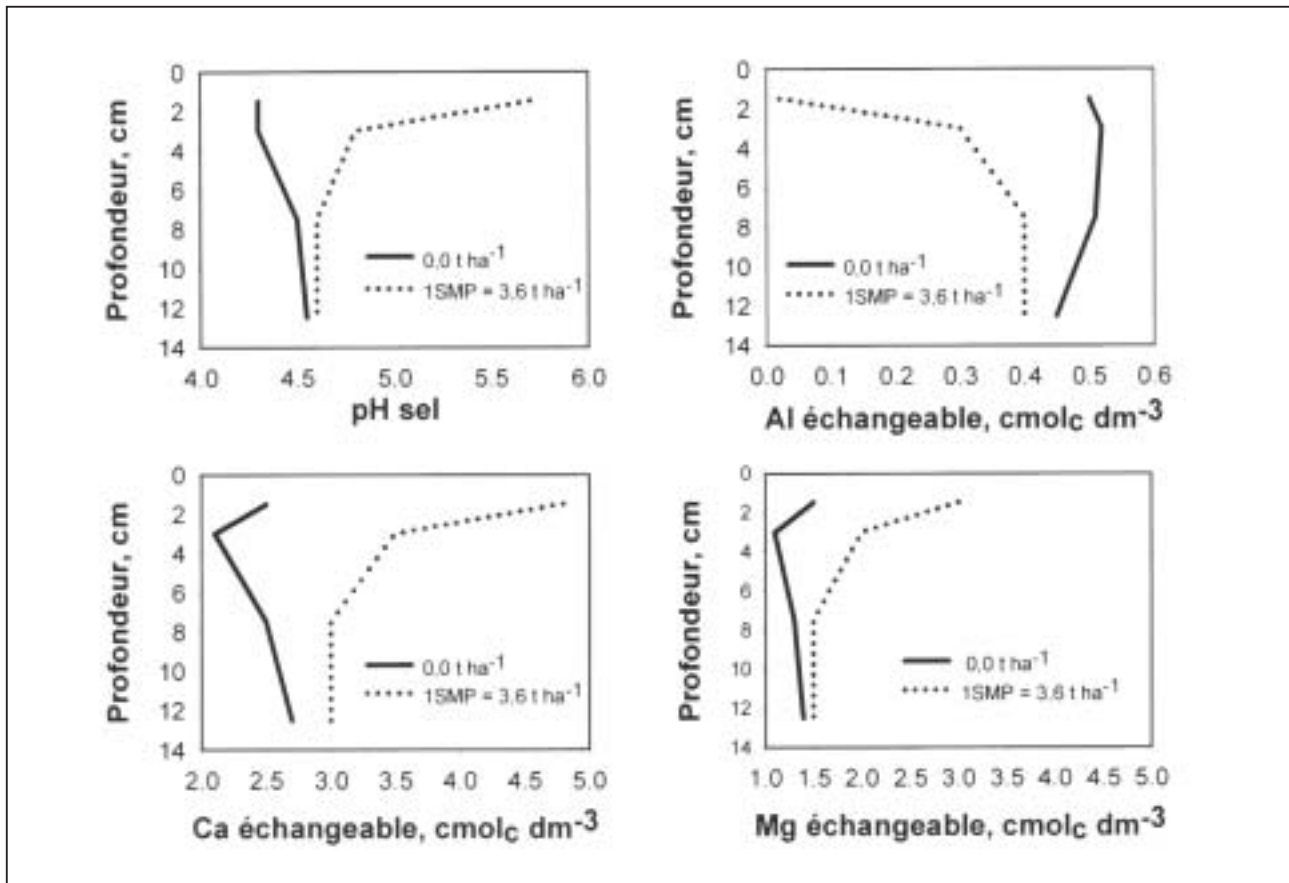 0
2
4
6
8
10
12
14
Profondeur, cm
0,0 t ha-1
1SMP = 3,6 t ha-1
4.0 4.5 5.0 5.5 6.0
pH sel
0
2
4
6
8
10
12
14
Profondeur, cm
0,0 t ha-1
1SMP = 3,6 t ha-1
0.0 0.1 0.2 0.3 0.4 0.5 0.6
Al échangeable, cmolc dm-3
0
2
4
6
8
10
12
14
Profondeur, cm
0,0 t ha-1
1SMP = 3,6 t ha-1
2.0 2.5 3.0 3.5 4.0 4.5 5.0
Ca échangeable, cmolc dm-3
0
2
4
6
8
10
12
14
Profondeur, cm
0,0 t ha-1
1SMP = 3,6 t ha-1
1.0 1.5 2.0 2.5 3.0 3.5 4.0 4.5 5.0
Mg échangeable, cmolc dm-3